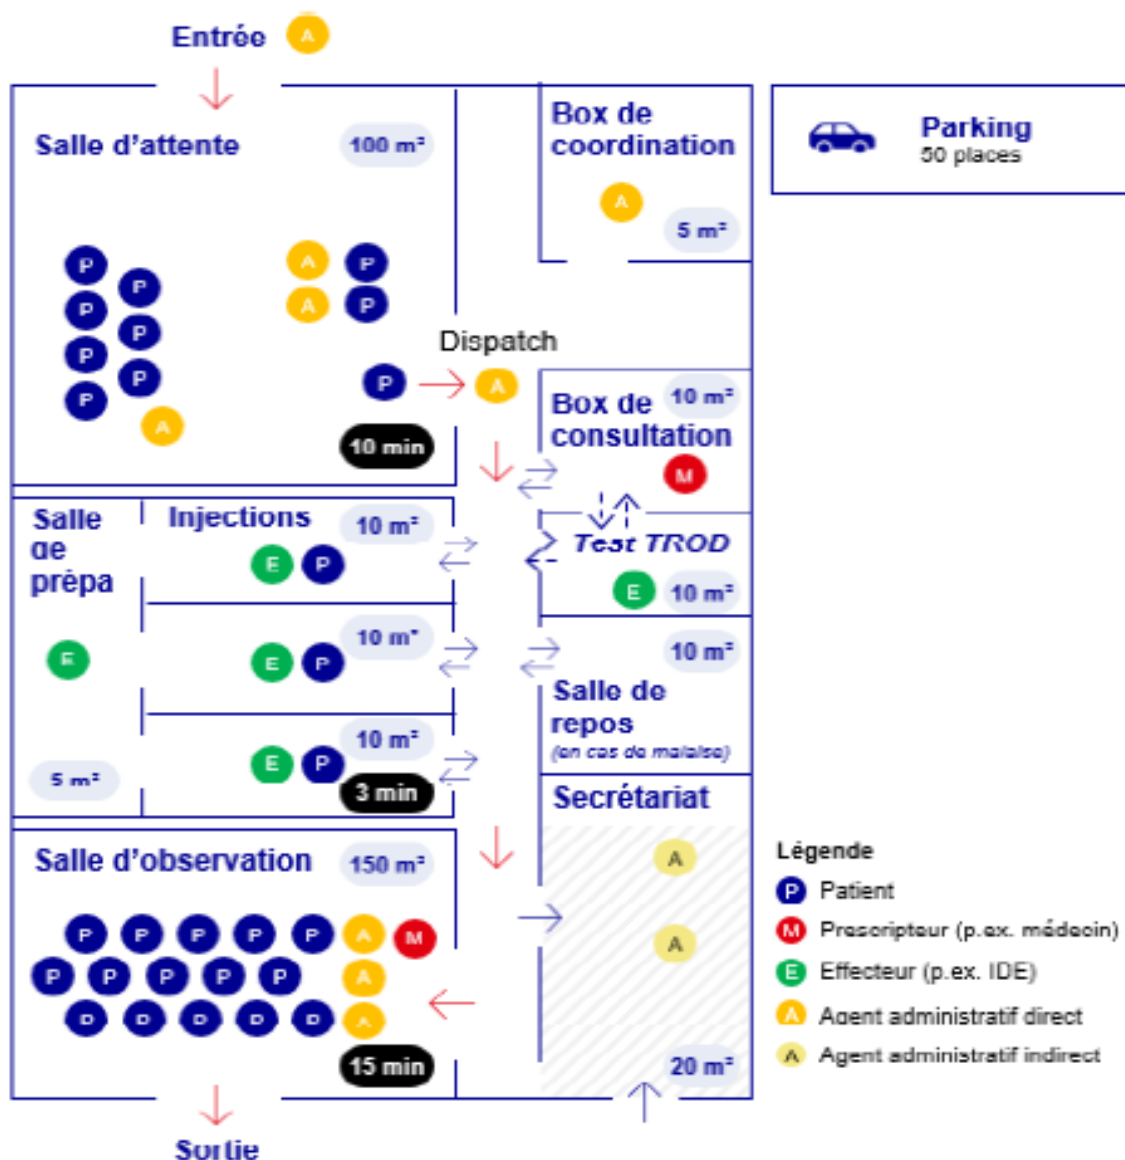 Entrée A
Salle d'attente 100 m²
Box de
coordination
A
5 m²
Parking
50 places
P A P
P
P A P
P
P
P
P
A
Dispatch
P A
10 min
Box de 10 m²
consultation
M
Test TROD
E 10 m²
Salle
de
prépa
E
5 m²
Injections 10 m²
E P
10 m²
E P
10 m²
E P
3 min
10 m²
Salle de
repos
(en cas de malaise)
Secrétariat
A
A
20 m²
Salle d'observation 150 m²
P P P P P A M
P P P P P A
P P P P P A
15 min
Sortie
Légende
P Patient
M Prescripteur (p.ex. médecin)
E Effecteur (p.ex. IDE)
A Agent administratif direct
A Agent administratif indirect